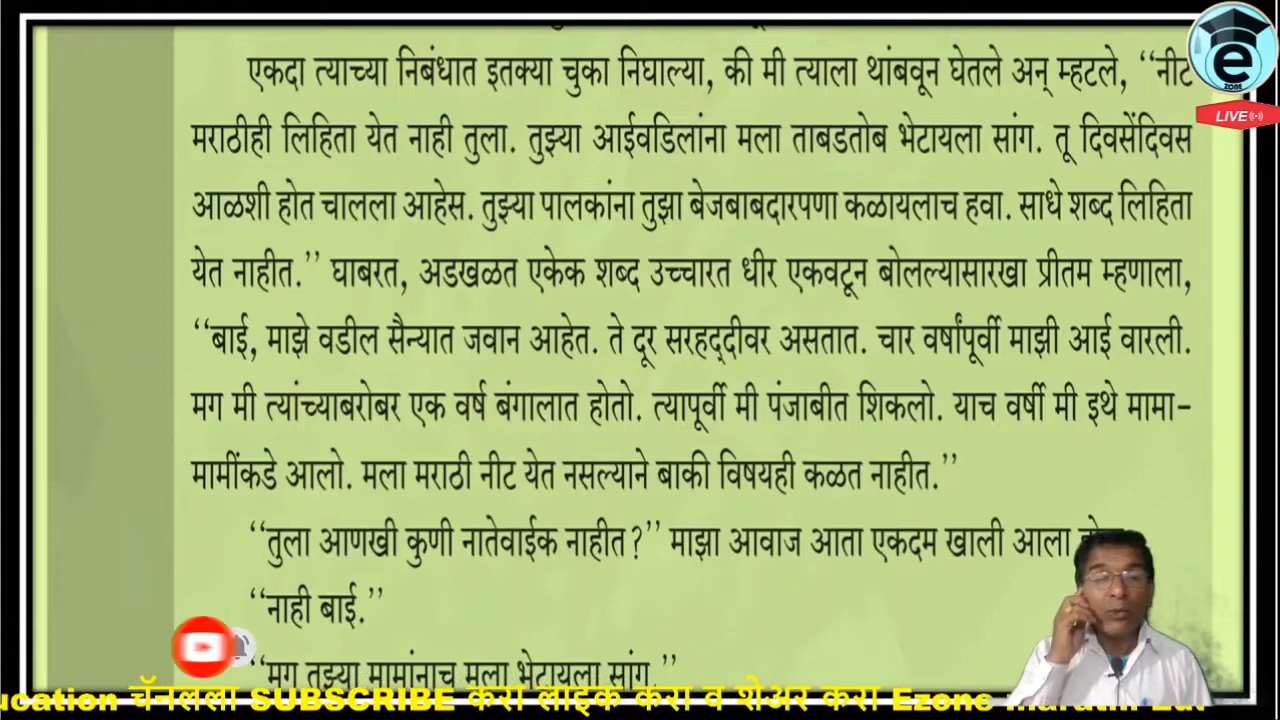 एकदा त्याच्या निबंधात इतक्या चुका निघाल्या, की मी त्याला थांबवून घेतले अन् म्हटले, ‘‘नीट
मराठीही लिहिता येत नाही तुला. तुझ्या आईवडिलांना मला ताबडतोब भेटायला सांग. तू दिवसेंदिवस
आळशी होत चालला आहेस. तुझ्या पालकांना तुझा बेजबाबदारपणा कळायलाच हवा. साधे शब्द लिहिता
येत नाहीत.’’ घाबरत, अडखळत एकेक शब्द उच्चारत धीर एकवटून बोलल्यासारखा प्रीतम म्हणाला,
‘‘बाई, माझे वडील सैन्यात जवान आहेत. ते दूर सरहद्‌दीवर असतात. चार वर्षांपूर्वी माझी आई वारली.
मग मी त्यांच्याबरोबर एक वर्ष बंगालात होतो. त्यापूर्वी मी पंजाबीत शिकलो. याच वर्षी मी इथे मामा-
मामींकडे आलो. मला मराठी नीट येत नसल्याने बाकी विषयही कळत नाहीत.’’
‘‘तुला आणखी कुणी नातेवाईक नाहीत?’’ माझा आवाज आता एकदम खाली आला
‘‘नाही बाई.’’
‘‘मग तुझ्या मामांनाच मला भेटायला सांग.’’
e
ZONE
LIVE
ucation चॅनलला SUBSCRIBE करा लाईक करा व शेअर करा Ezone